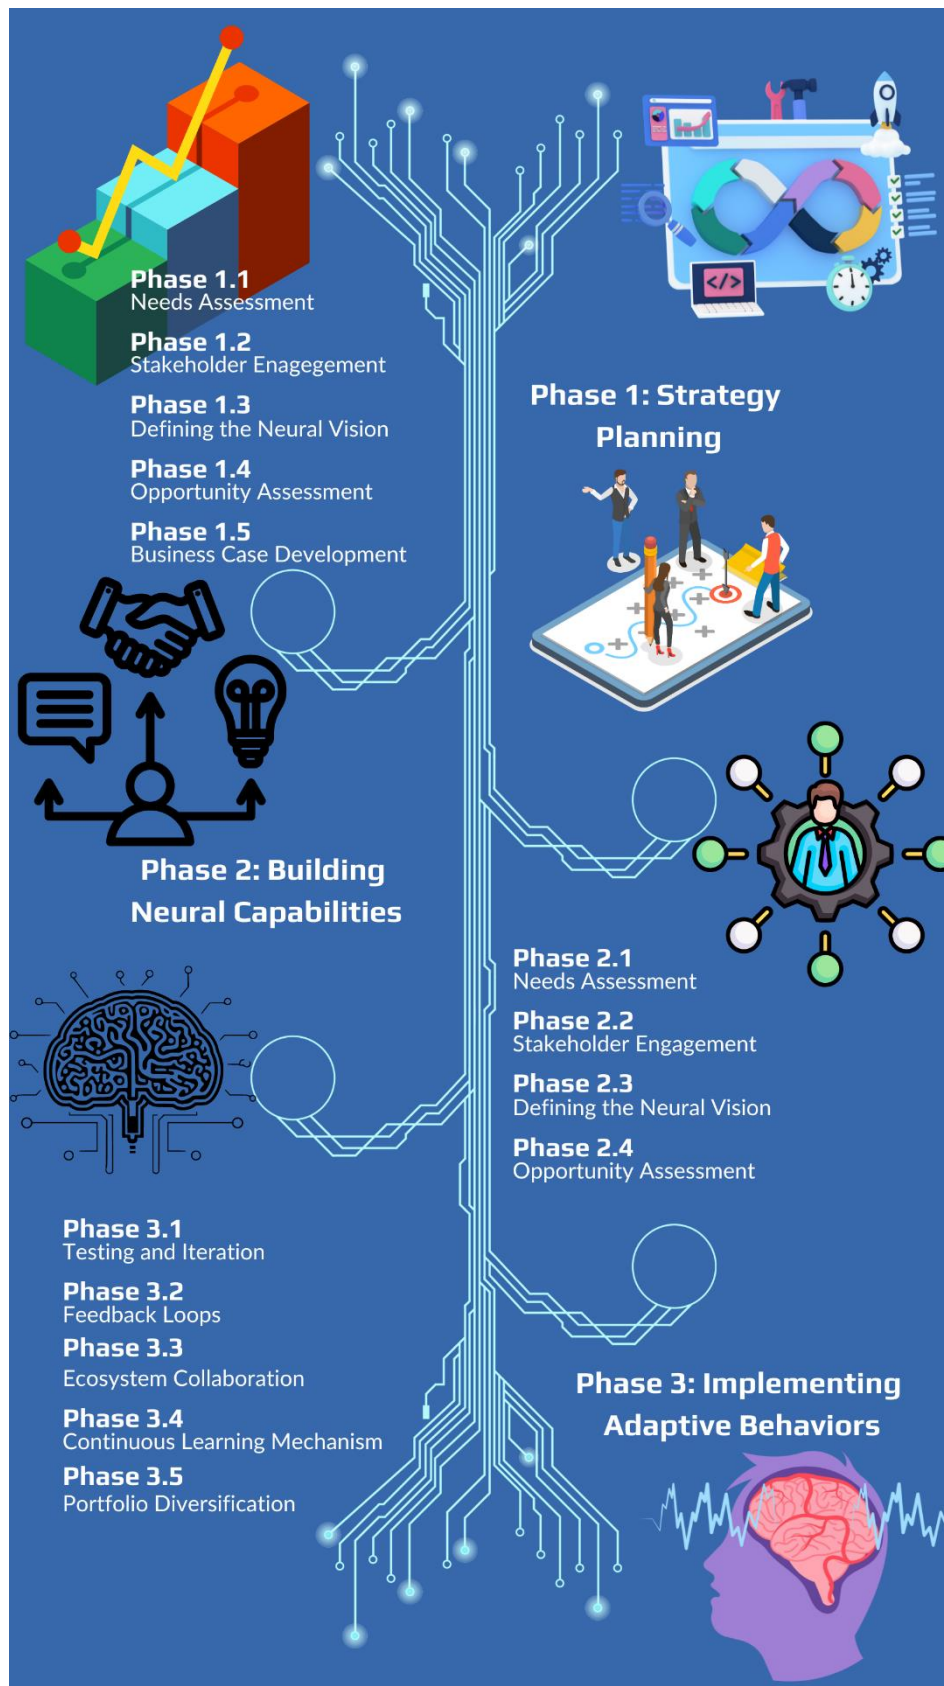 Phase 1: Strategy
Planning
Phase 1.1
Needs Assessment
Phase 1.2
Stakeholder Enagegement
Phase 1.3
Defining the Neural Vision
Phase 1.4
Opportunity Assessment
Phase 1.5
Business Case Development
</>
Phase 2: Building
Neural Capabilities
Phase 2.1
Needs Assessment
Phase 2.2
Stakeholder Engagement
Phase 2.3
Defining the Neural Vision
Phase 2.4
Opportunity Assessment
Phase 3: Implementing
Adaptive Behaviors
Phase 3.1
Testing and Iteration
Phase 3.2
Feedback Loops
Phase 3.3
Ecosystem Collaboration
Phase 3.4
Continuous Learning Mechanism
Phase 3.5
Portfolio Diversification